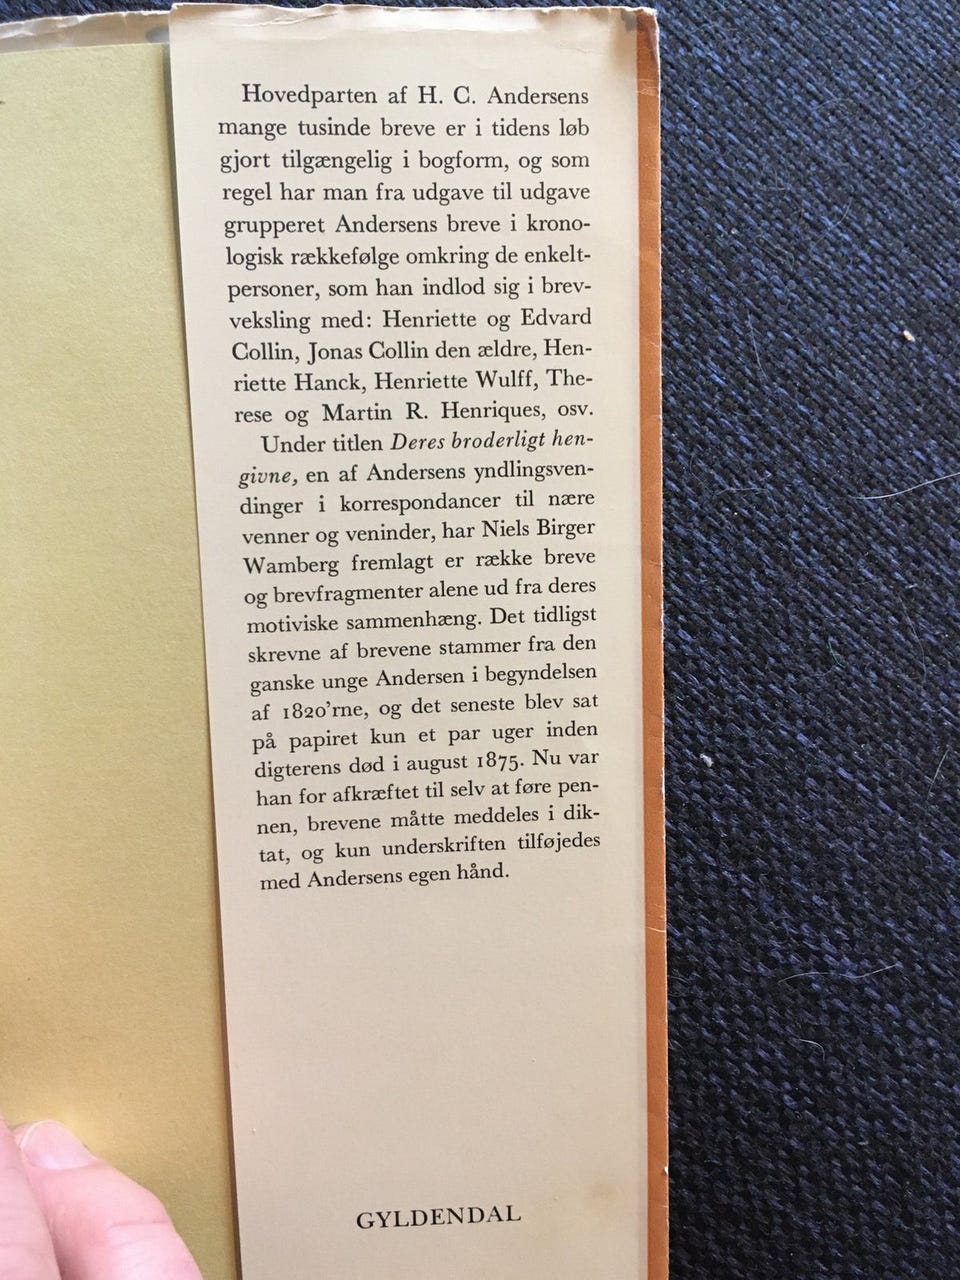 Hovedparten af H. C. Andersens
mange tusinde breve er i tidens løb
gjort tilgængelig i bogform, og som
regel har man fra udgave til udgave
grupperet Andersens breve i krono-
logisk rækkefølge omkring de enkelt-
personer, som han indlod sig i brev-
veksling med: Henriette og Edvard
Collin, Jonas Collin den ældre, Hen-
riette Hanck, Henriette Wulff, The-
rese og Martin R. Henriques, osv.
Under titlen Deres broderligt hen-
givne, en af Andersens yndlingsven-
dinger i korrespondancer til nære
venner og veninder, har Niels Birger
Wamberg fremlagt er række breve
og brevfragmenter alene ud fra deres
motiviske sammenhæng. Det tidligst
skrevne af brevene stammer fra den
ganske unge Andersen i begyndelsen
af 1820'rne, og det seneste blev sat
på papiret kun et par uger inden
digterens død i august 1875. Nu var
han for afkræftet til selv at føre pen-
nen, brevene måtte meddeles i dik-
tat, og kun underskriften tilføjedes
med Andersens egen hånd.
GYLDENDAL